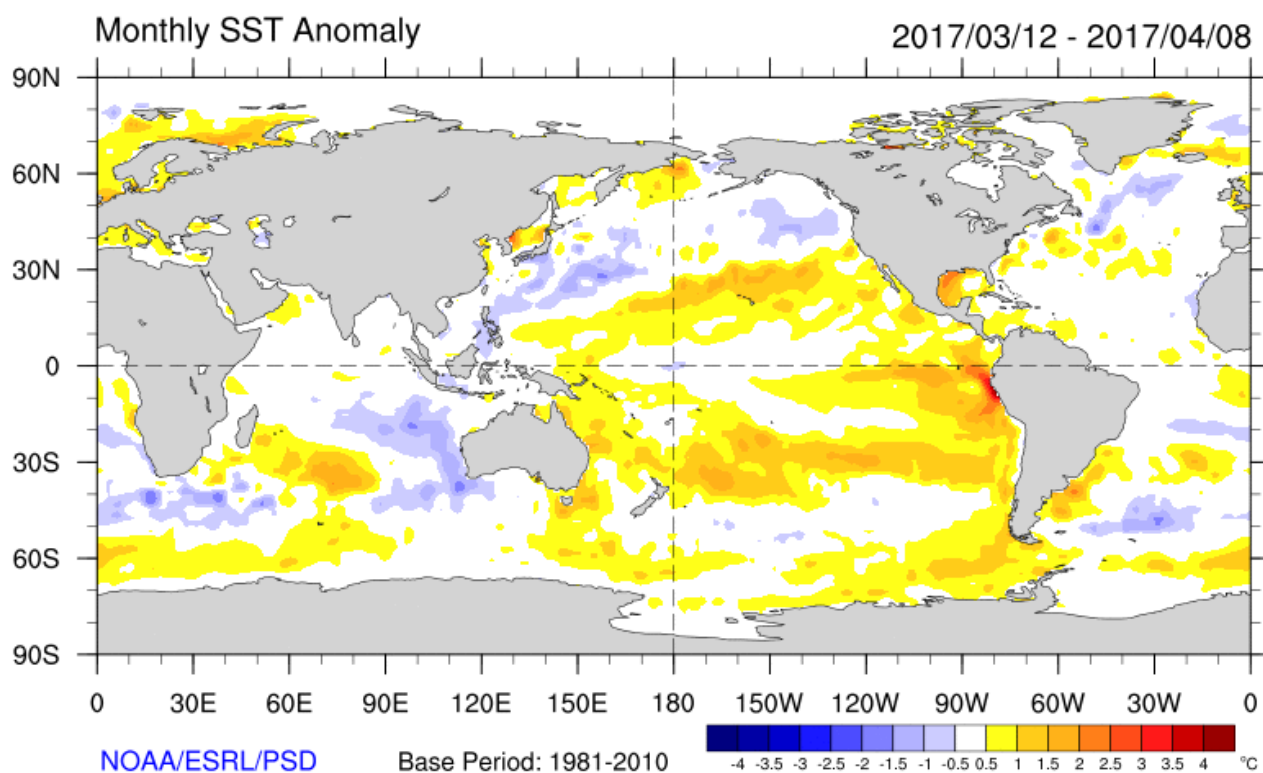 Monthly SST Anomaly 2017/03/12 - 2017/04/08
90N
60N
30N
0
30S
60S
90S
0 30E 60E 90E 120E 150E 180 150W 120W 90W 60W 30W 0
NOAA/ESRL/PSD Base Period: 1981-2010
-4 -3.5 -3 -2.5 -2 -1.5 -1 -0.5 0.5 1 1.5 2 2.5 3 3.5 4 °C